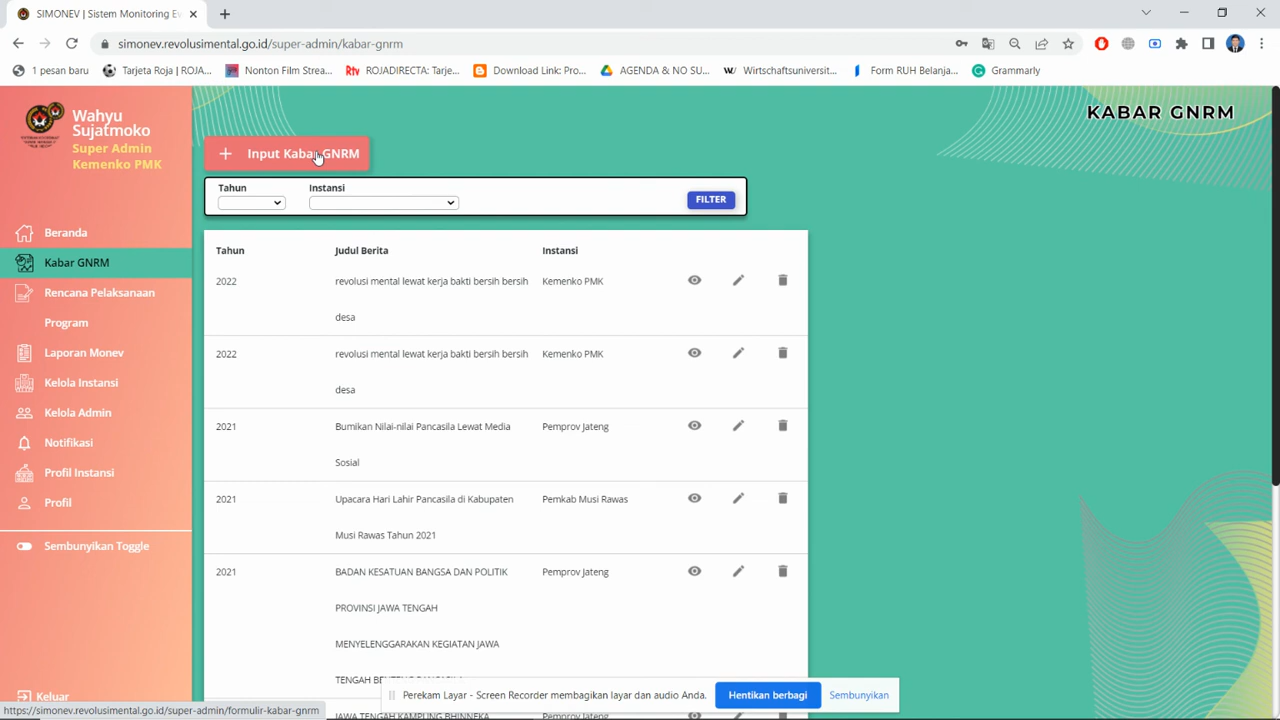 SIMONEV | Sistem Monitoring Ev
simonev.revolusimental.go.id/super-admin/kabar-gnrm
1 pesan baru
Tarjeta Roja | ROJA...
Nonton Film Strea...
ROJADIRECTA: Tarje...
Download Link: Pro...
AGENDA & NO SU...
Wirtschaftsuniversit...
Form RUH Belanja...
Grammarly
Wahyu
Sujatmoko
Super Admin
Kemenko PMK
KABAR GNRM
Input Kabar GNRM
Tahun
Instansi
FILTER
Beranda
Kabar GNRM
Rencana Pelaksanaan
Program
Laporan Monev
Kelola Instansi
Kelola Admin
Notifikasi
Profil Instansi
Profil
Sembunyikan Toggle
Keluar
Tahun Judul Berita Instansi
2022 revolusi mental lewat kerja bakti bersih bersih Kemenko PMK
desa
2022 revolusi mental lewat kerja bakti bersih bersih Kemenko PMK
desa
2021 Bumikan Nilai-nilai Pancasila Lewat Media Pemprov Jateng
Sosial
2021 Upacara Hari Lahir Pancasila di Kabupaten Pemkab Musi Rawas
Musi Rawas Tahun 2021
2021 BADAN KESATUAN BANGSA DAN POLITIK Pemprov Jateng
PROVINSI JAWA TENGAH
MENYELENGGARAKAN KEGIATAN JAWA
TENGAH
Perekam Layar - Screen Recorder membagikan layar dan audio Anda.
Hentikan berbagi
Sembunyikan
https://simonev.revolusimental.go.id/super-admin/formulir-kabar-gnrm
JAWA TENGAH KAMPUNG BHINNEKA Pemprov Jateng